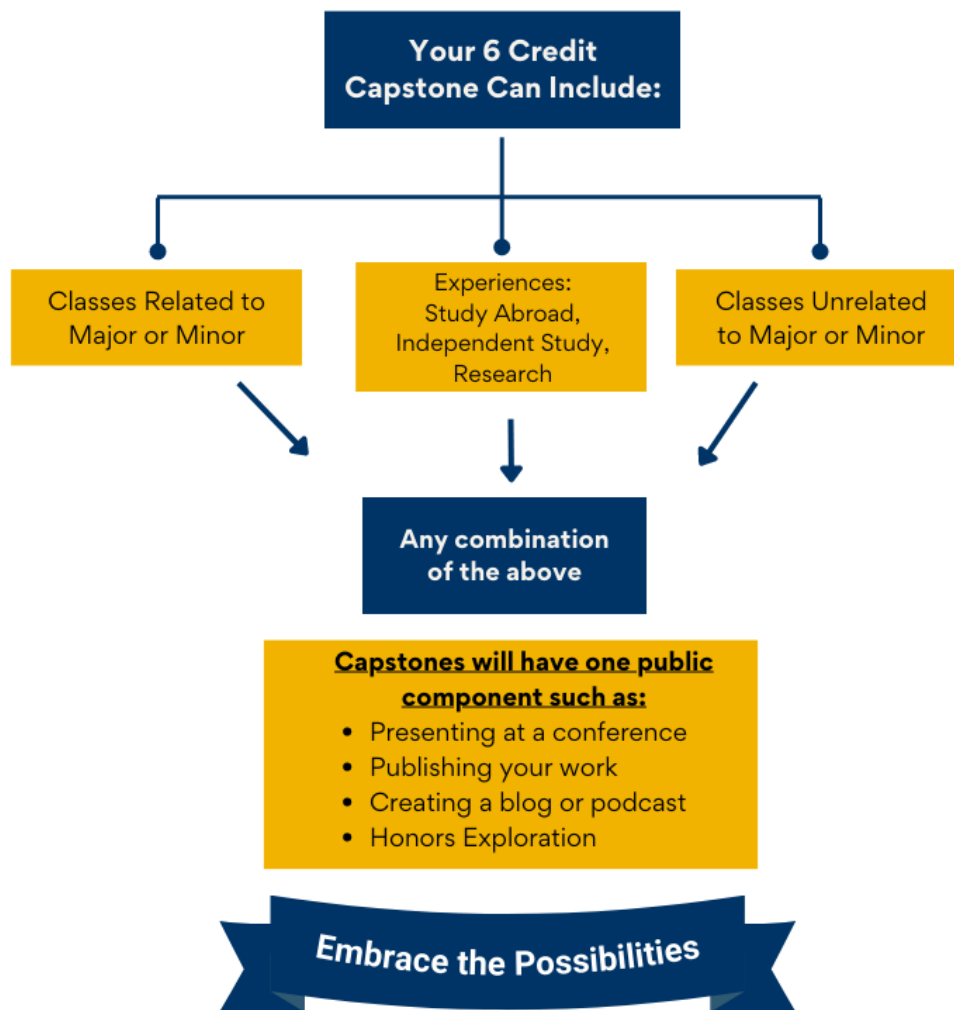 Your 6 Credit
Capstone Can Include:
Classes Related to
Major or Minor
Experiences:
Study Abroad,
Independent Study,
Research
Classes Unrelated
to Major or Minor
Any combination
of the above
Capstones will have one public
component such as:
• Presenting at a conference
• Publishing your work
• Creating a blog or podcast
• Honors Exploration
Embrace the Possibilities